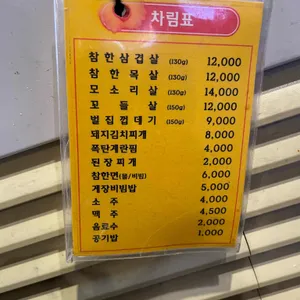 차림표
참한삼겹살 (130g) 12,000
참한목살 (130g) 12,000
모소리살 (130g) 14,000
꼬들살 (150g) 12,000
벌집껍데기 (150g) 9,000
돼지김치찌개 8,000
폭탄계란찜 4,000
된장찌개 2,000
참한면(물/비빔) 6,000
게장비빔밥 5,000
소주 4,000
맥주 4,500
음료수 2,000
공기밥 1,000